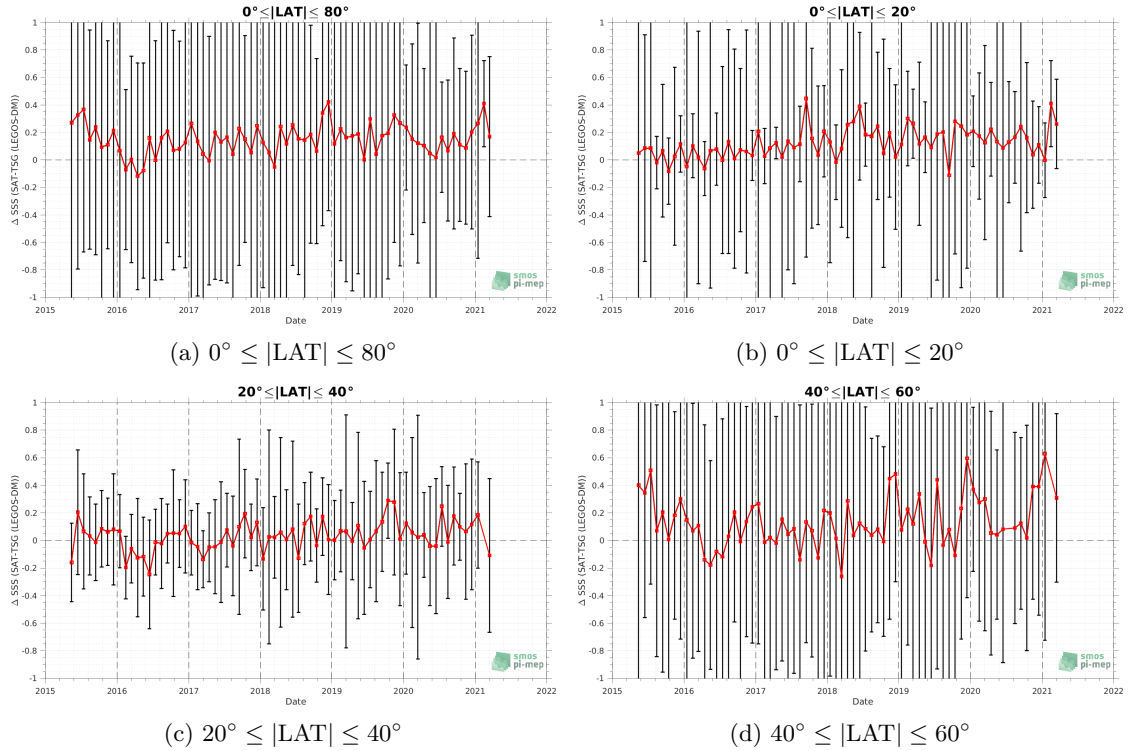 0°≤|LAT|≤ 80°
Δ SSS (SAT-TSG (LEGOS-DM))
1
0.8
0.6
0.4
0.2
0
-0.2
-0.4
-0.6
-0.8
-1
2015 2016 2017 2018 2019 2020 2021 2022
Date
smos
pi-mep
(a) 0° ≤ |LAT| ≤ 80°
0°≤|LAT|≤ 20°
Δ SSS (SAT-TSG (LEGOS-DM))
1
0.8
0.6
0.4
0.2
0
-0.2
-0.4
-0.6
-0.8
-1
2015 2016 2017 2018 2019 2020 2021 2022
Date
smos
pi-mep
(b) 0° ≤ |LAT| ≤ 20°
20°≤|LAT|≤ 40°
Δ SSS (SAT-TSG (LEGOS-DM))
1
0.8
0.6
0.4
0.2
0
-0.2
-0.4
-0.6
-0.8
-1
2015 2016 2017 2018 2019 2020 2021 2022
Date
smos
pi-mep
(c) 20° ≤ |LAT| ≤ 40°
40°≤|LAT|≤ 60°
Δ SSS (SAT-TSG (LEGOS-DM))
1
0.8
0.6
0.4
0.2
0
-0.2
-0.4
-0.6
-0.8
-1
2015 2016 2017 2018 2019 2020 2021 2022
Date
smos
pi-mep
(d) 40° ≤ |LAT| ≤ 60°